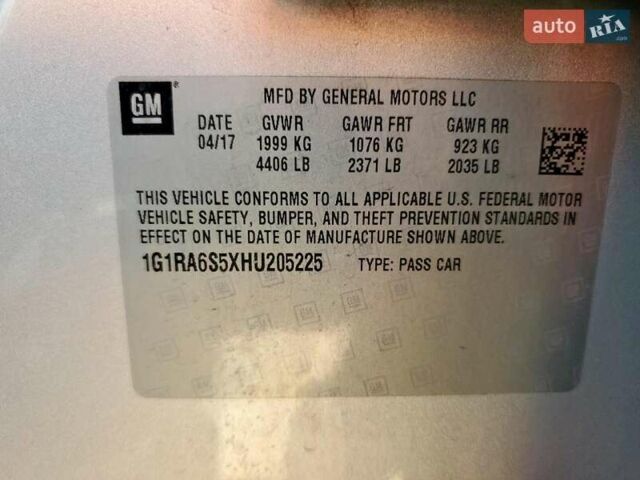 auto RIA
.com
GM
®
MFD BY GENERAL MOTORS LLC
DATE GVWR GAWR FRT GAWR RR
04/17 1999 KG 1076 KG 923 KG
4406 LB 2371 LB 2035 LB
THIS VEHICLE CONFORMS TO ALL APPLICABLE U.S. FEDERAL MOTOR
VEHICLE SAFETY, BUMPER, AND THEFT PREVENTION STANDARDS IN
EFFECT ON THE DATE OF MANUFACTURE SHOWN ABOVE.
1G1RA6S5XHU205225 TYPE: PASS CAR
GM